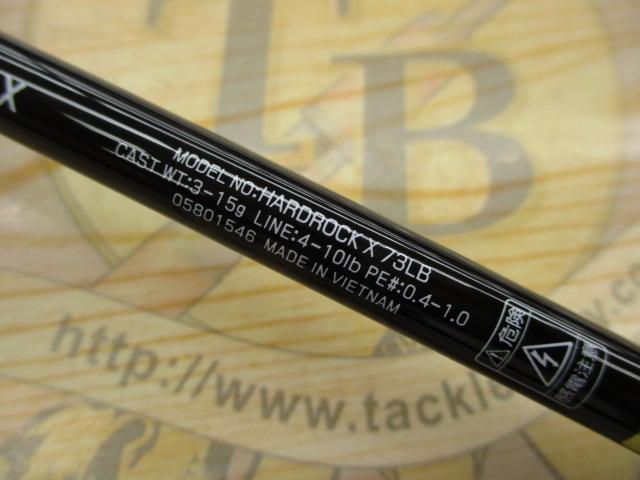 TB
X
MODEL NO:HARDROCK X 73LB
CAST WT:3-15g LINE:4-10lb PE#:0.4-1.0
05801546 MADE IN VIETNAM
⚠危険
感電注意
http://www.tackle